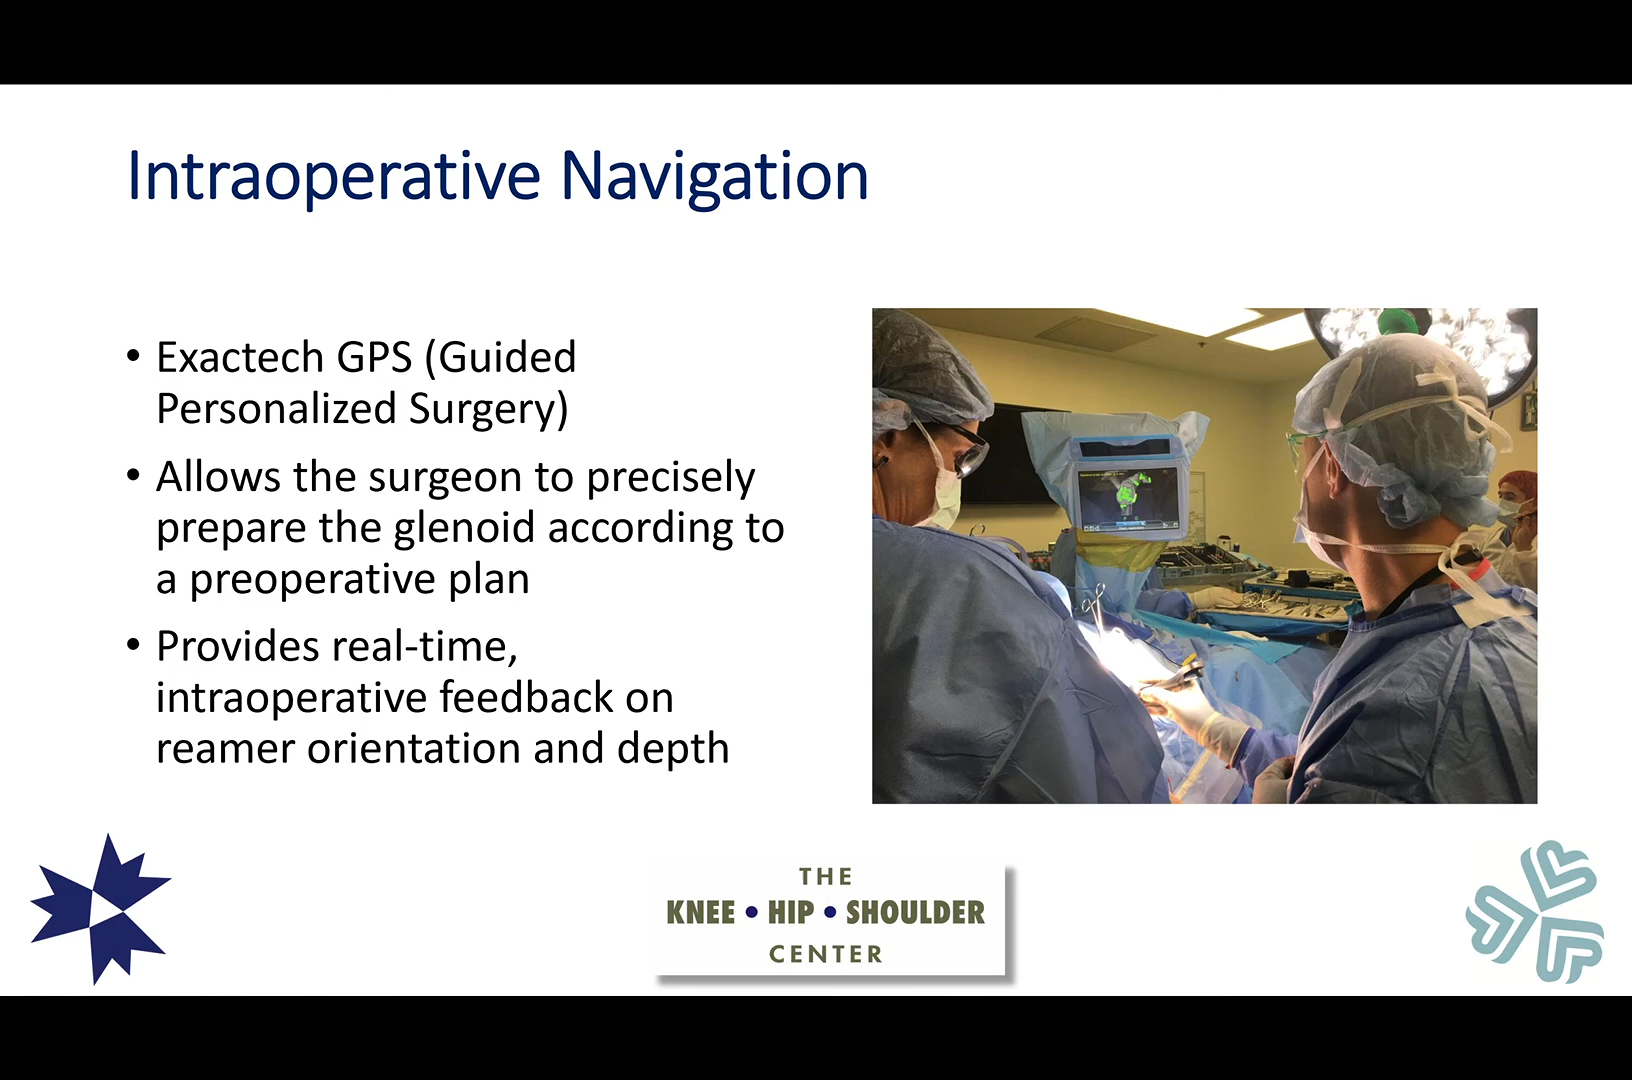 Intraoperative Navigation
• Exactech GPS (Guided
Personalized Surgery)
• Allows the surgeon to precisely
prepare the glenoid according to
a preoperative plan
• Provides real-time,
intraoperative feedback on
reamer orientation and depth
THE
KNEE • HIP • SHOULDER
CENTER